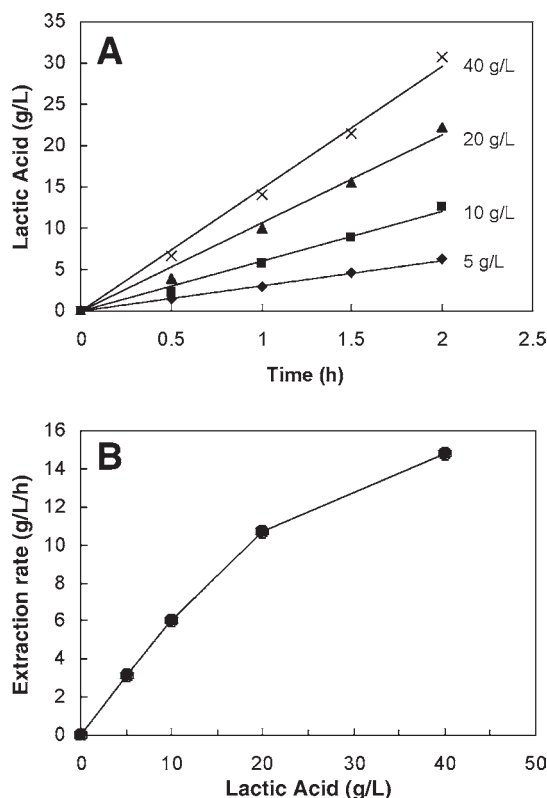 A
Lactic Acid (g/L)
35
30
25
20
15
10
5
0
40 g/L
20 g/L
10 g/L
5 g/L
0 0.5 1 1.5 2 2.5
Time (h)
B
Extraction rate (g/L/h)
16
14
12
10
8
6
4
2
0
0 10 20 30 40 50
Lactic Acid (g/L)